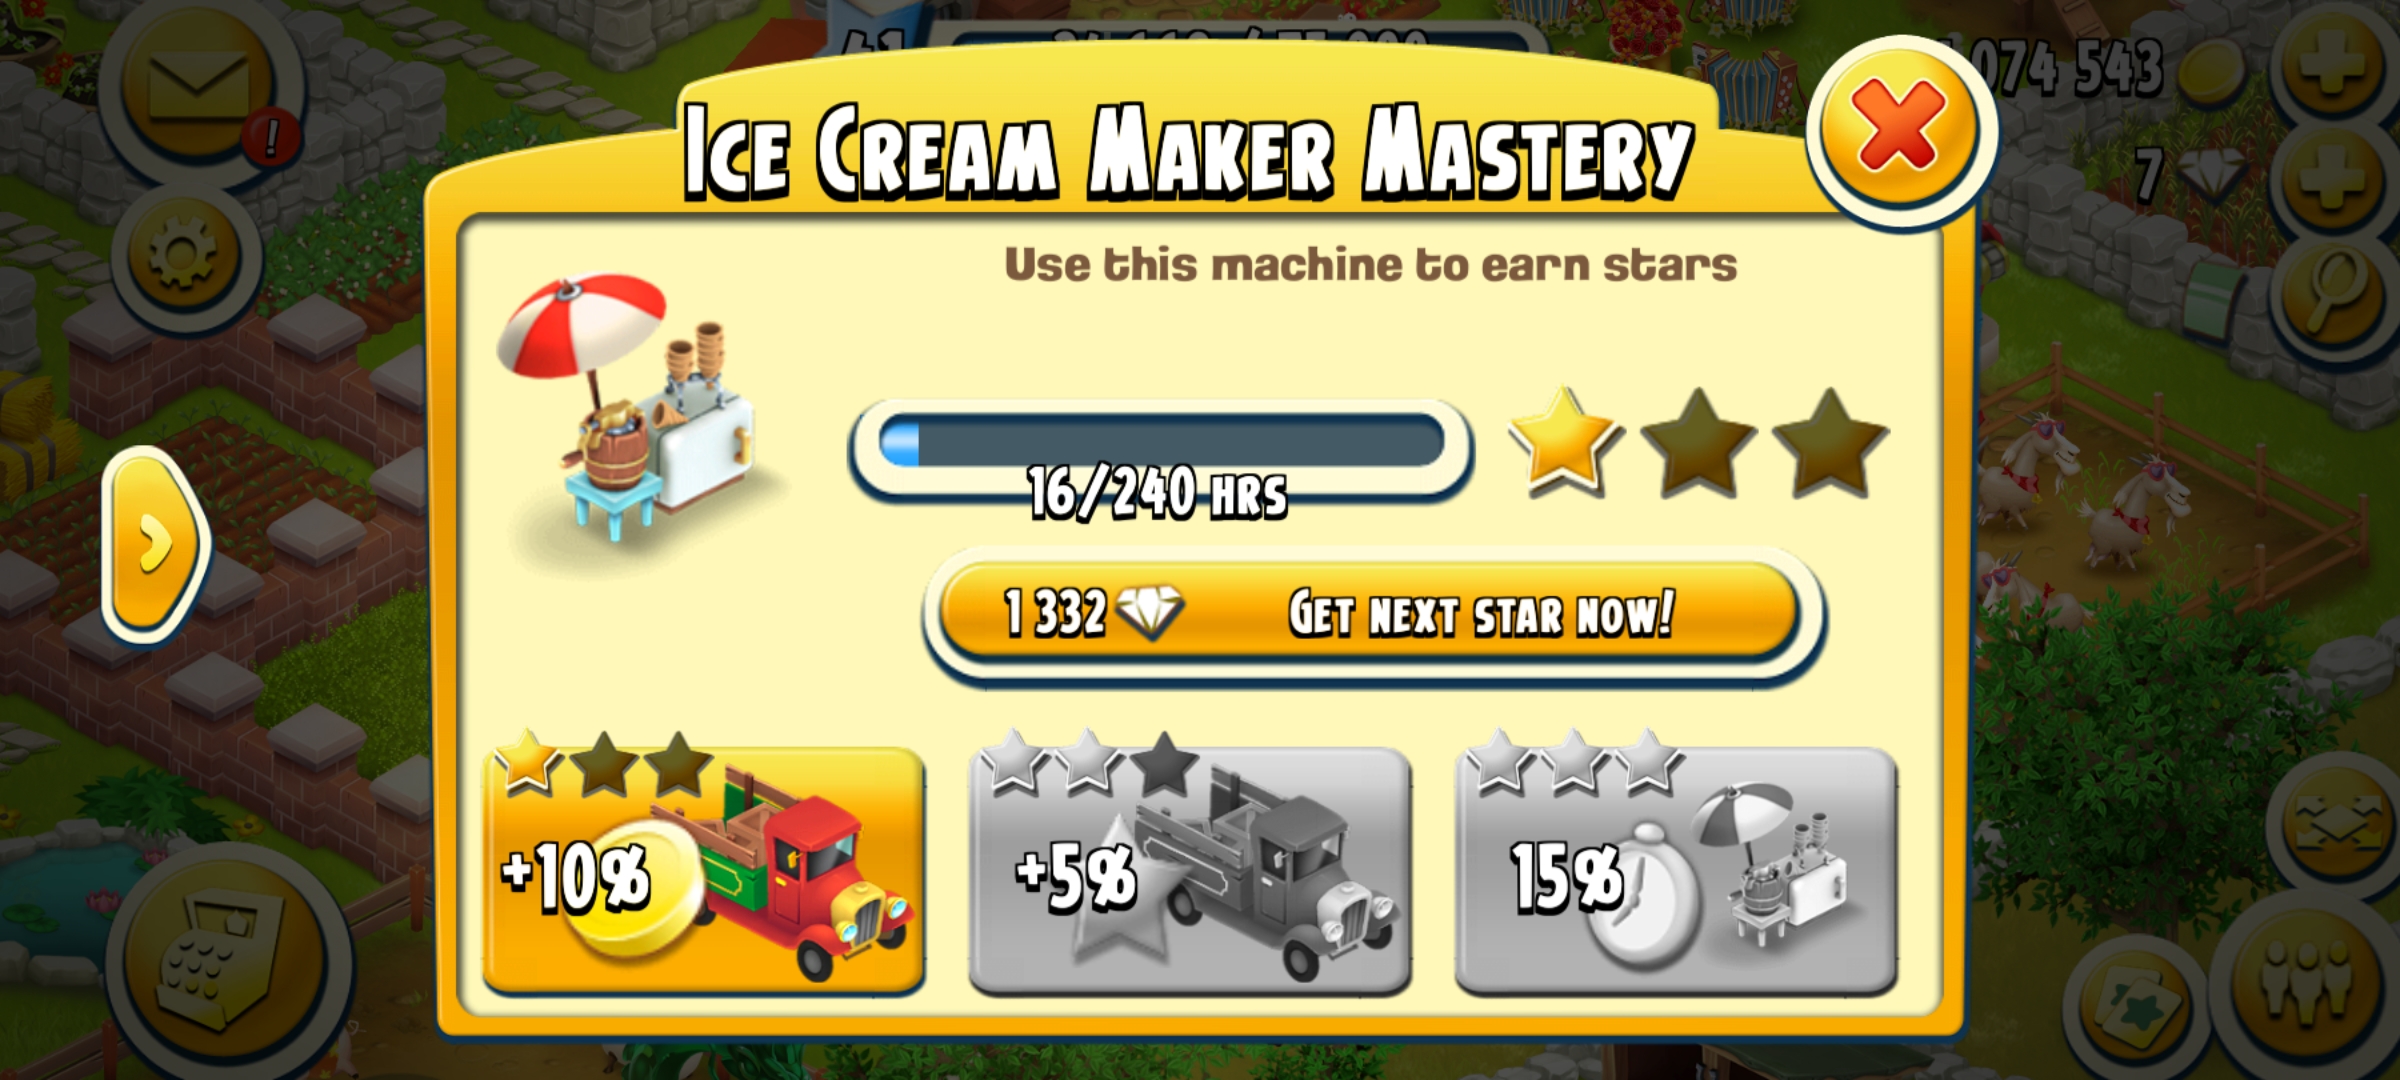 Ice Cream Maker Mastery
074 543
7
Use this machine to earn stars
16/240 HRS
1 332 Get next star now!
+10%
+5%
15%